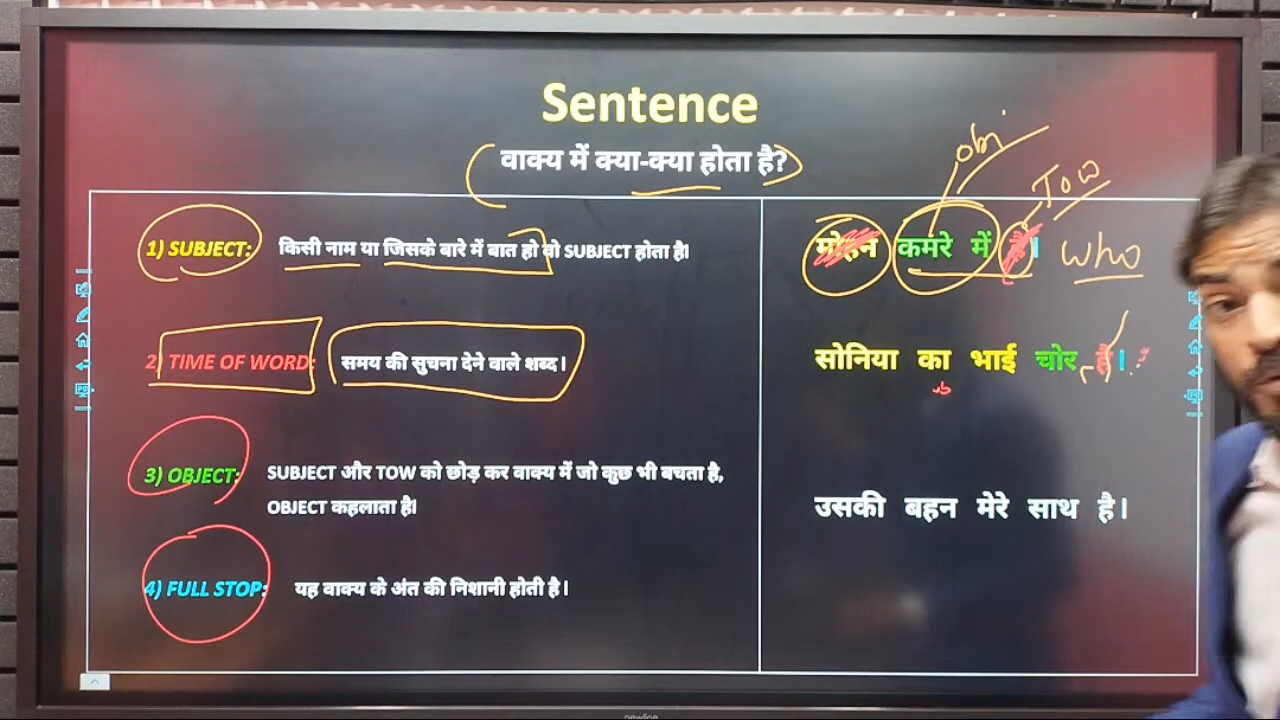 Sentence
वाक्य में क्या-क्या होता है?
1) SUBJECT: किसी नाम या जिसके बारे में बात हो वो SUBJECT होता है।
2) TIME OF WORD: समय की सुचना देने वाले शब्द।
3) OBJECT: SUBJECT और TOW को छोड़ कर वाक्य में जो कुछ भी बचता है,
OBJECT कहलाता है।
4) FULL STOP: यह वाक्य के अंत की निशानी होती है।
obj
TOW
मोहन कमरे में है। who
सोनिया का भाई चोर है।
उसकी बहन मेरे साथ है।
newline